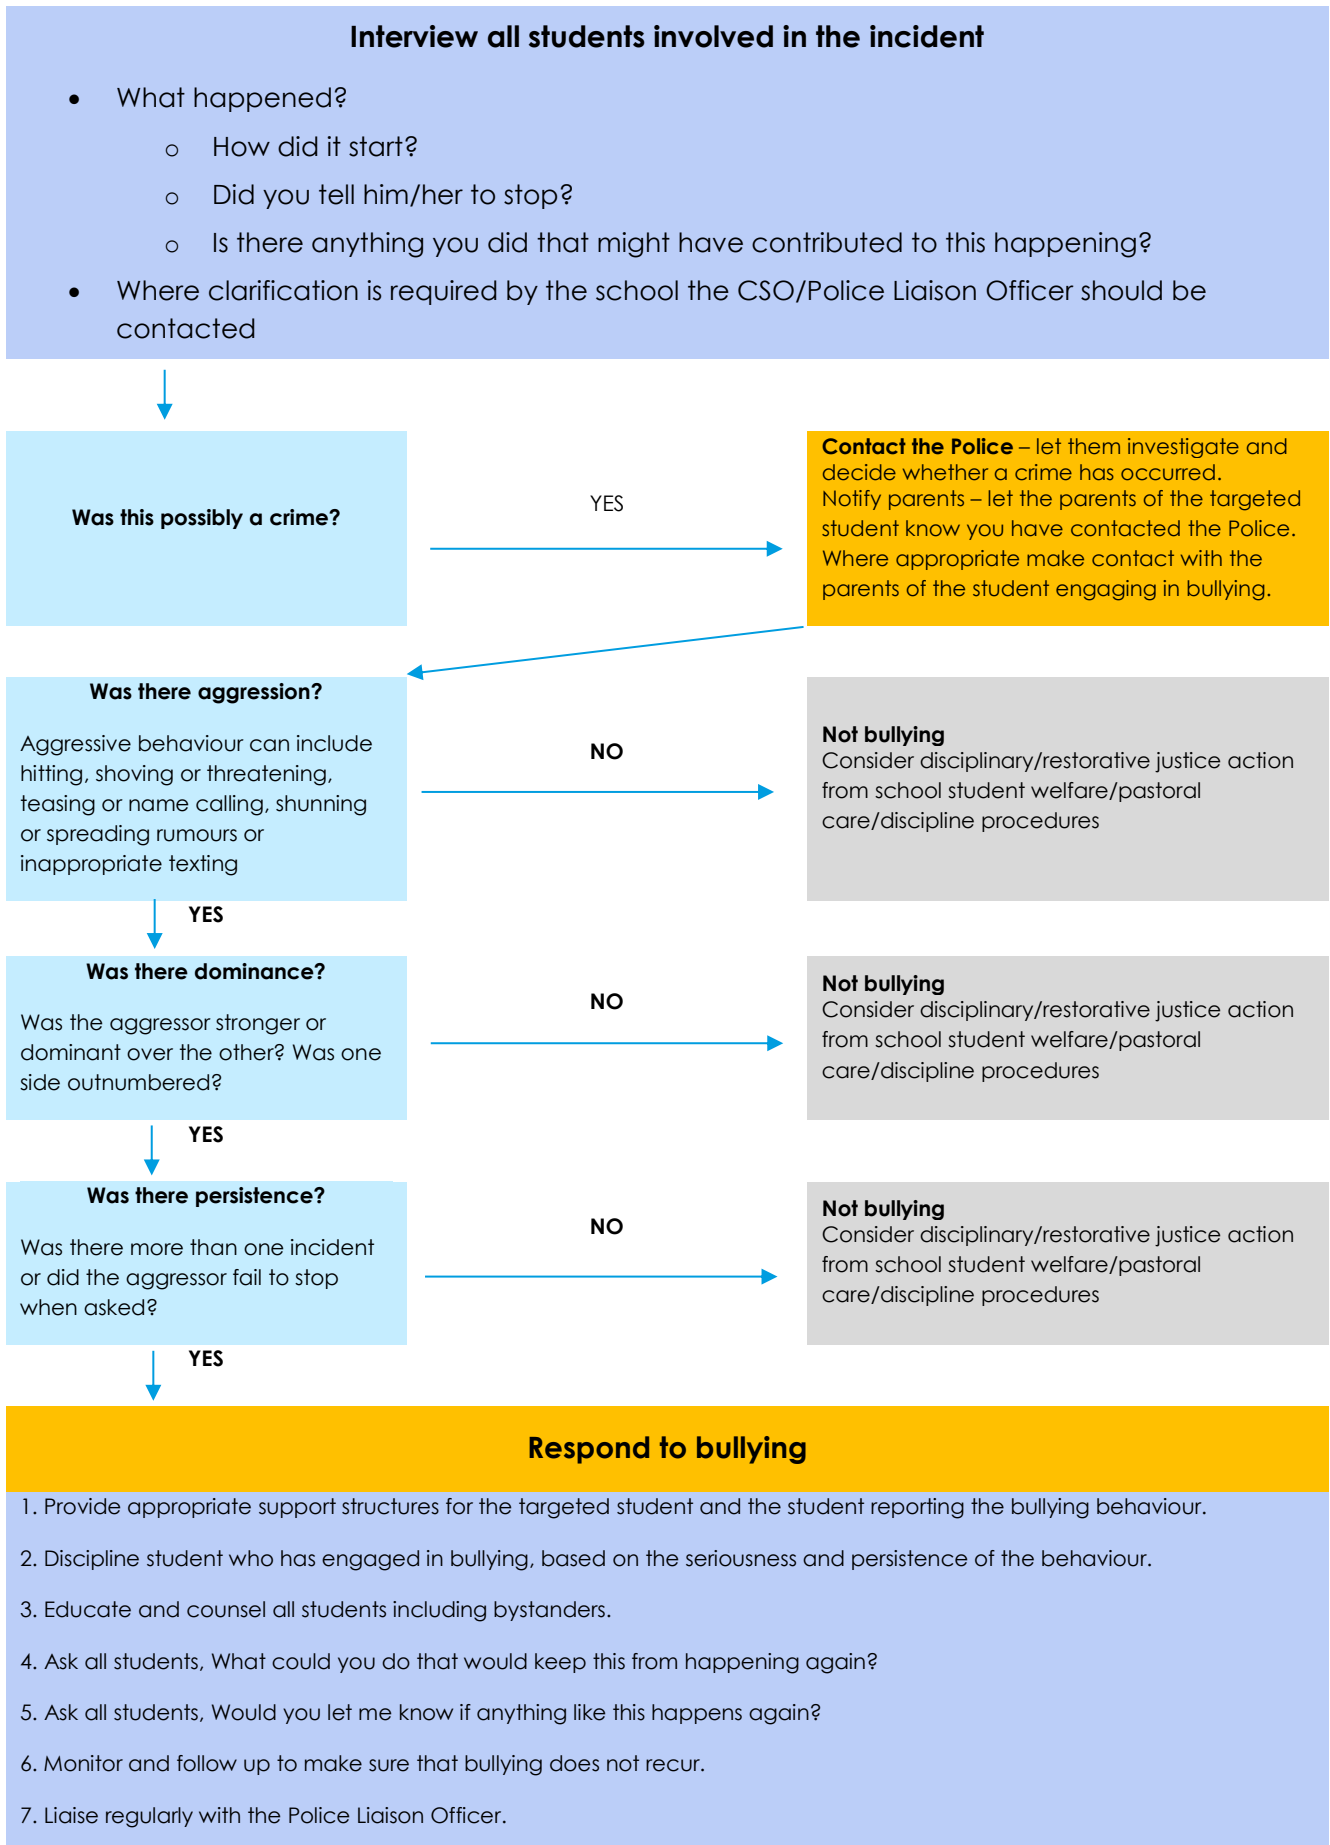 Interview all students involved in the incident
• What happened?
o How did it start?
o Did you tell him/her to stop?
o Is there anything you did that might have contributed to this happening?
• Where clarification is required by the school the CSO/Police Liaison Officer should be
contacted
Was this possibly a crime?
YES
Contact the Police – let them investigate and
decide whether a crime has occurred.
Notify parents – let the parents of the targeted
student know you have contacted the Police.
Where appropriate make contact with the
parents of the student engaging in bullying.
Was there aggression?
Aggressive behaviour can include
hitting, shoving or threatening,
teasing or name calling, shunning
or spreading rumours or
inappropriate texting
NO
Not bullying
Consider disciplinary/restorative justice action
from school student welfare/pastoral
care/discipline procedures
YES
Was there dominance?
Was the aggressor stronger or
dominant over the other? Was one
side outnumbered?
NO
Not bullying
Consider disciplinary/restorative justice action
from school student welfare/pastoral
care/discipline procedures
YES
Was there persistence?
Was there more than one incident
or did the aggressor fail to stop
when asked?
NO
Not bullying
Consider disciplinary/restorative justice action
from school student welfare/pastoral
care/discipline procedures
YES
Respond to bullying
1. Provide appropriate support structures for the targeted student and the student reporting the bullying behaviour.
2. Discipline student who has engaged in bullying, based on the seriousness and persistence of the behaviour.
3. Educate and counsel all students including bystanders.
4. Ask all students, What could you do that would keep this from happening again?
5. Ask all students, Would you let me know if anything like this happens again?
6. Monitor and follow up to make sure that bullying does not recur.
7. Liaise regularly with the Police Liaison Officer.